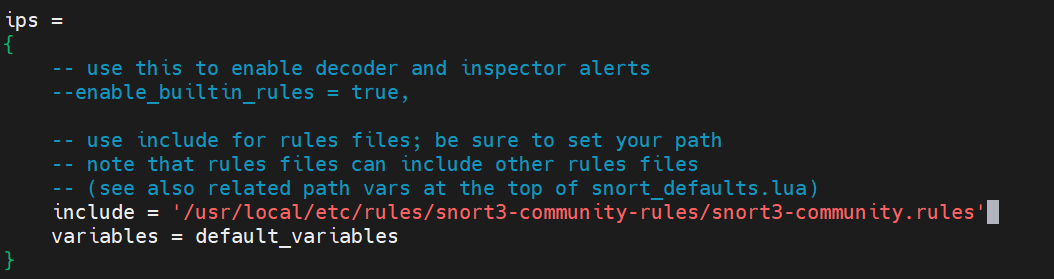 ips =
{
    -- use this to enable decoder and inspector alerts
    --enable_builtin_rules = true,
    -- use include for rules files; be sure to set your path
    -- note that rules files can include other rules files
    -- (see also related path vars at the top of snort_defaults.lua)
    include = '/usr/local/etc/rules/snort3-community-rules/snort3-community.rules'
    variables = default_variables
}